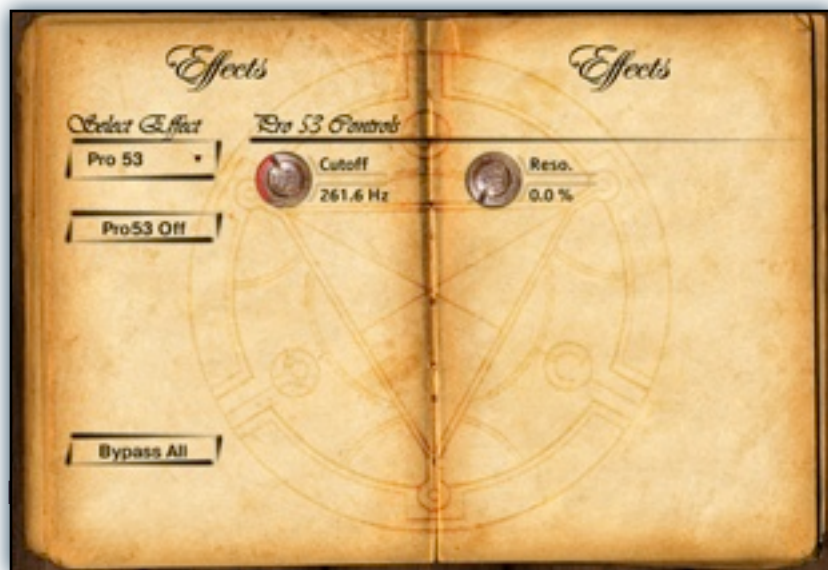 Effects
Effects
Select Effect
Pro 53 Controls
Pro 53
Cutoff
261.6 Hz
Reso.
0.0 %
Pro53 Off
Bypass All